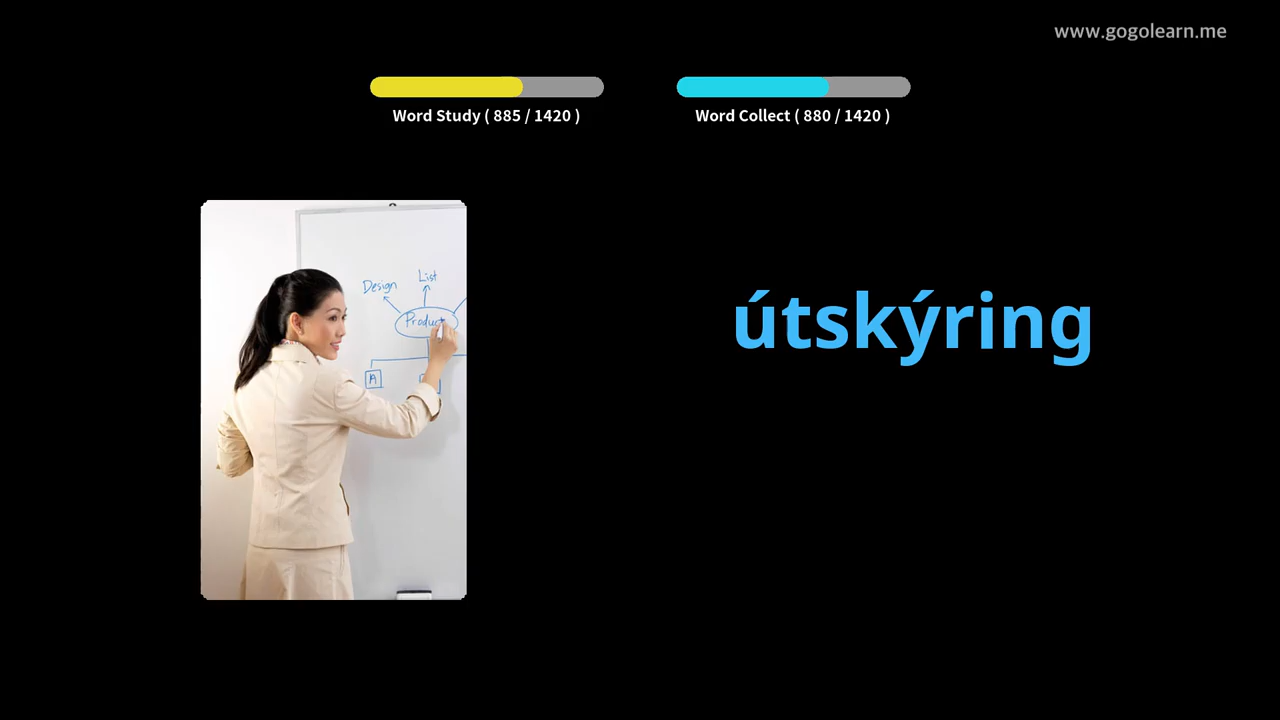 www.gogolearn.me
Word Study ( 885 / 1420 )
Word Collect ( 880 / 1420 )
útskýring
List
Design
Product
A